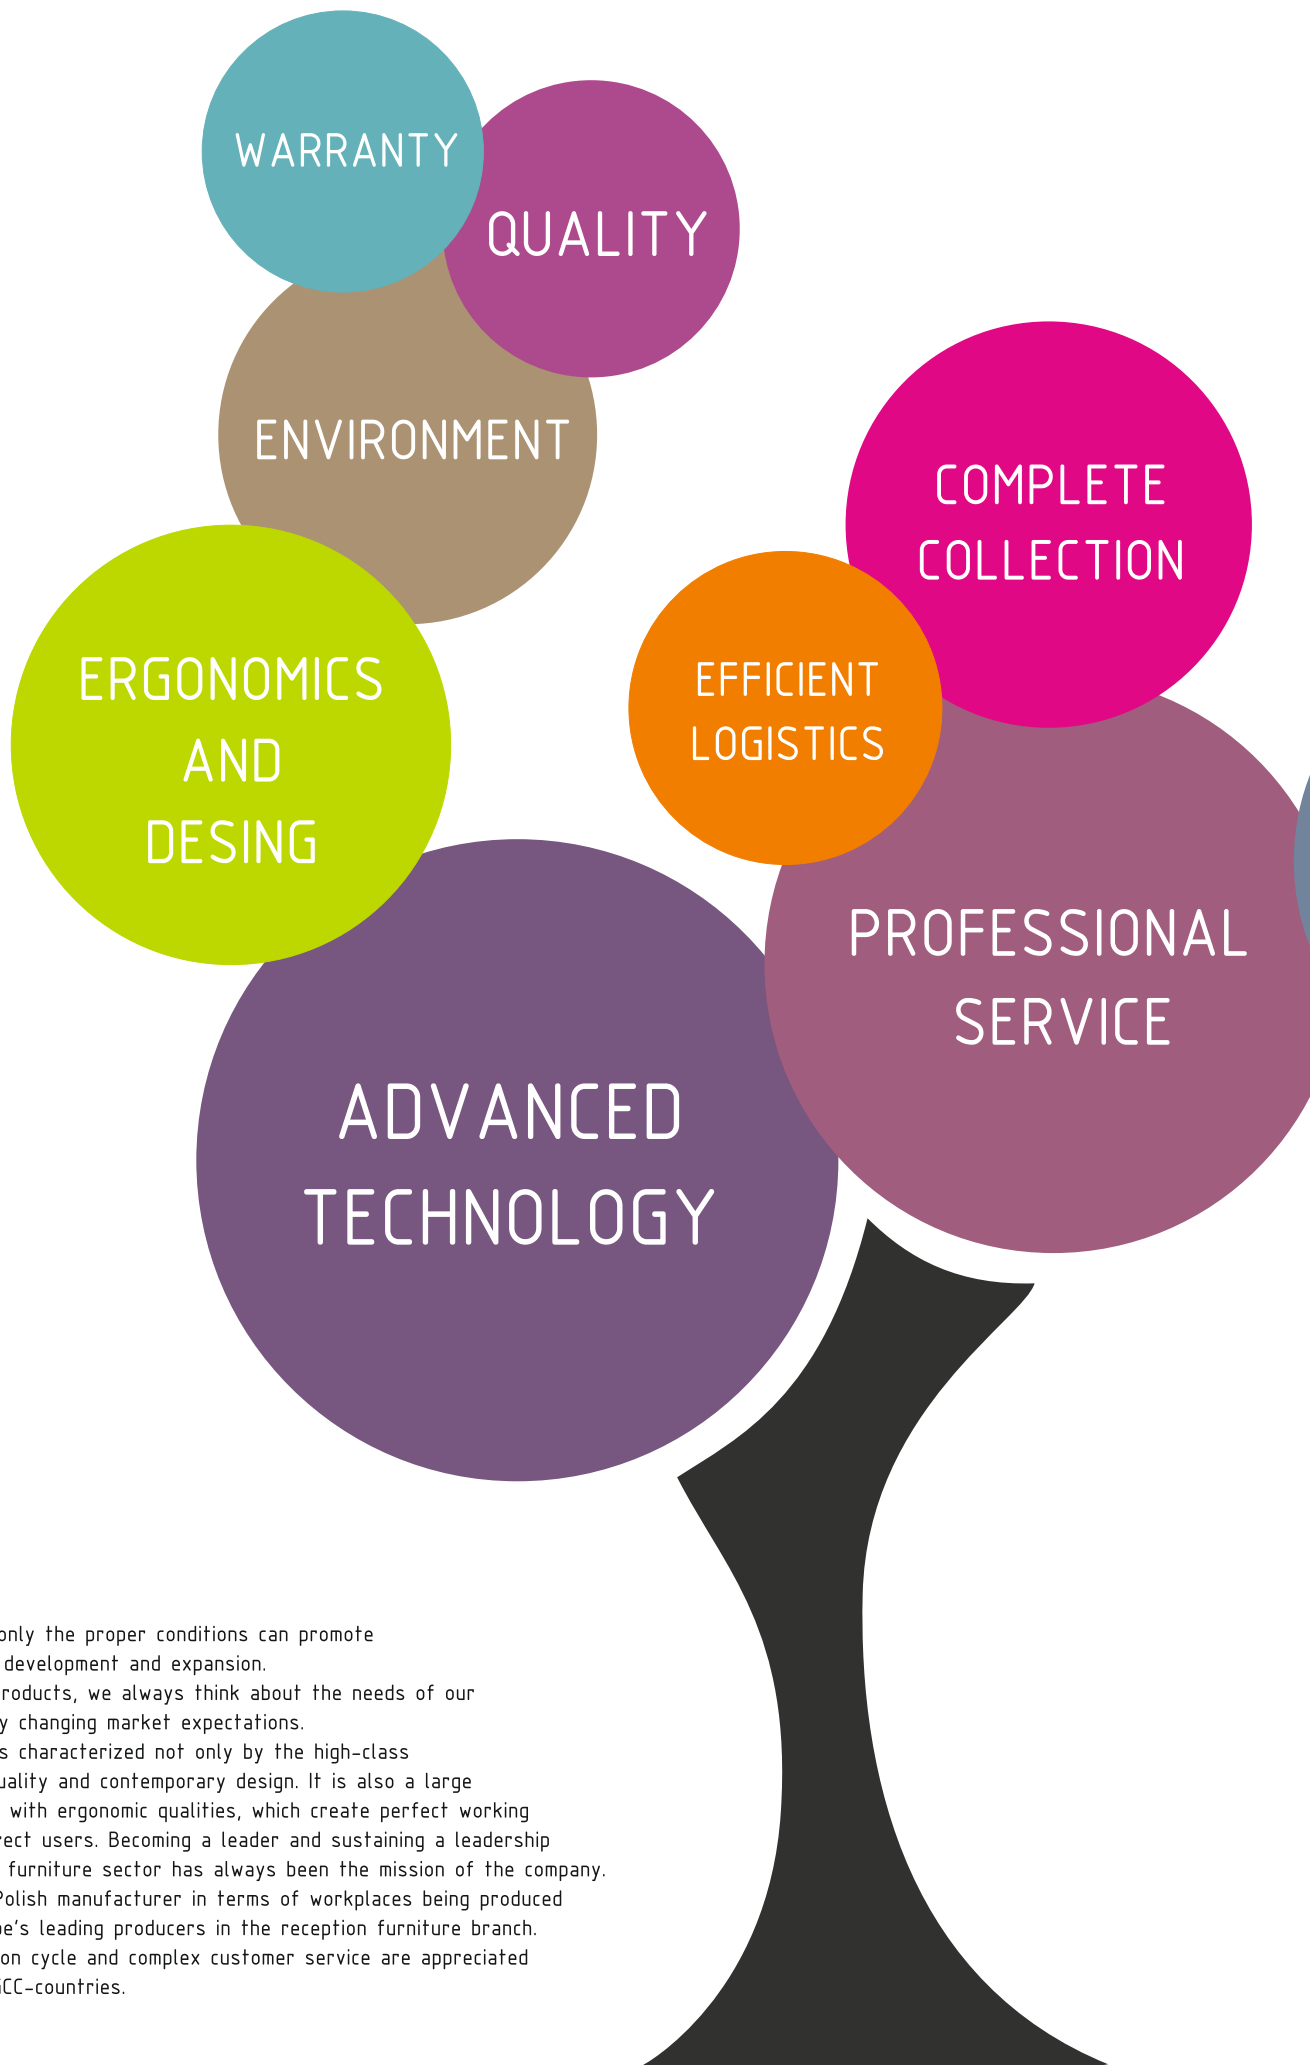 WARRANTY
QUALITY
ENVIRONMENT
COMPLETE
COLLECTION
ERGONOMICS
AND
DESING
EFFICIENT
LOGISTICS
PROFESSIONAL
SERVICE
ADVANCED
TECHNOLOGY
only the proper conditions can promote
development and expansion.
roducts, we always think about the needs of our
y changing market expectations.
s characterized not only by the high-class
uality and contemporary design. It is also a large
with ergonomic qualities, which create perfect working
rect users. Becoming a leader and sustaining a leadership
furniture sector has always been the mission of the company.
Polish manufacturer in terms of workplaces being produced
pe's leading producers in the reception furniture branch.
on cycle and complex customer service are appreciated
GCC-countries.